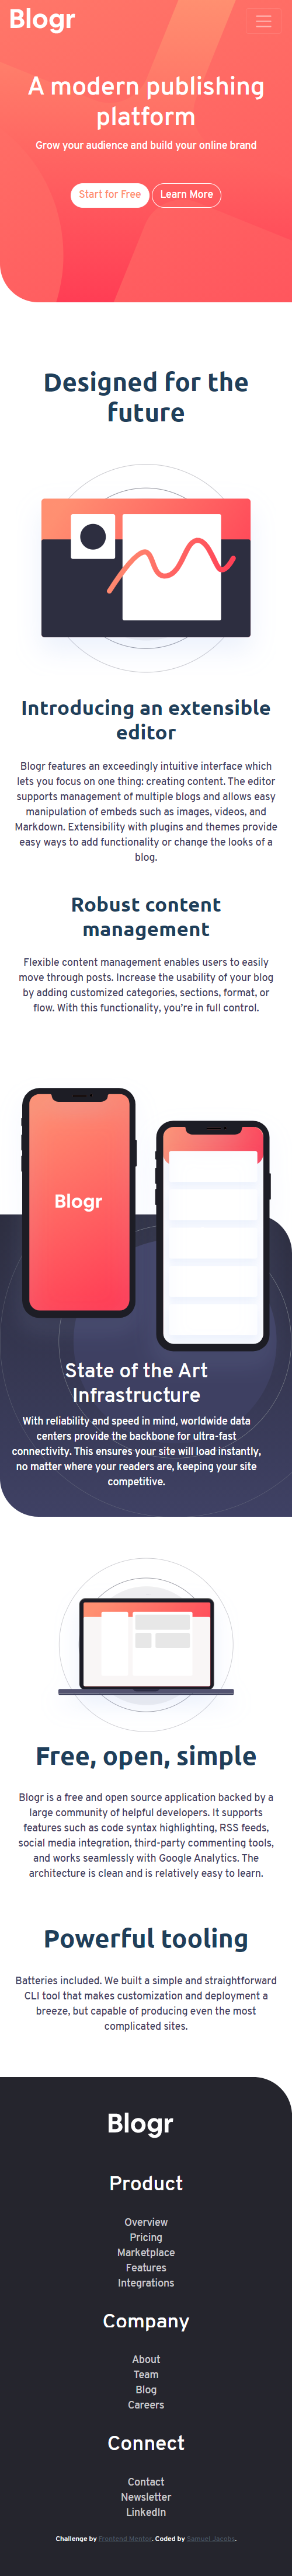 Blogr
A modern publishing
platform
Grow your audience and build your online brand
Start for Free Learn More
Designed for the
future
Introducing an extensible
editor
Blogr features an exceedingly intuitive interface which
lets you focus on one thing: creating content. The editor
supports management of multiple blogs and allows easy
manipulation of embeds such as images, videos, and
Markdown. Extensibility with plugins and themes provide
easy ways to add functionality or change the looks of a
blog.
Robust content
management
Flexible content management enables users to easily
move through posts. Increase the usability of your blog
by adding customized categories, sections, format, or
flow. With this functionality, you're in full control.
Blogr
State of the Art
Infrastructure
With reliability and speed in mind, worldwide data
centers provide the backbone for ultra-fast
connectivity. This ensures your site will load instantly,
no matter where your readers are, keeping your site
competitive.
Free, open, simple
Blogr is a free and open source application backed by a
large community of helpful developers. It supports
features such as code syntax highlighting, RSS feeds,
social media integration, third-party commenting tools,
and works seamlessly with Google Analytics. The
architecture is clean and is relatively easy to learn.
Powerful tooling
Batteries included. We built a simple and straightforward
CLI tool that makes customization and deployment a
breeze, but capable of producing even the most
complicated sites.
Blogr
Product
Overview
Pricing
Marketplace
Features
Integrations
Company
About
Team
Blog
Careers
Connect
Contact
Newsletter
LinkedIn
Challenge by Frontend Mentor. Coded by Samuel Jacobs.